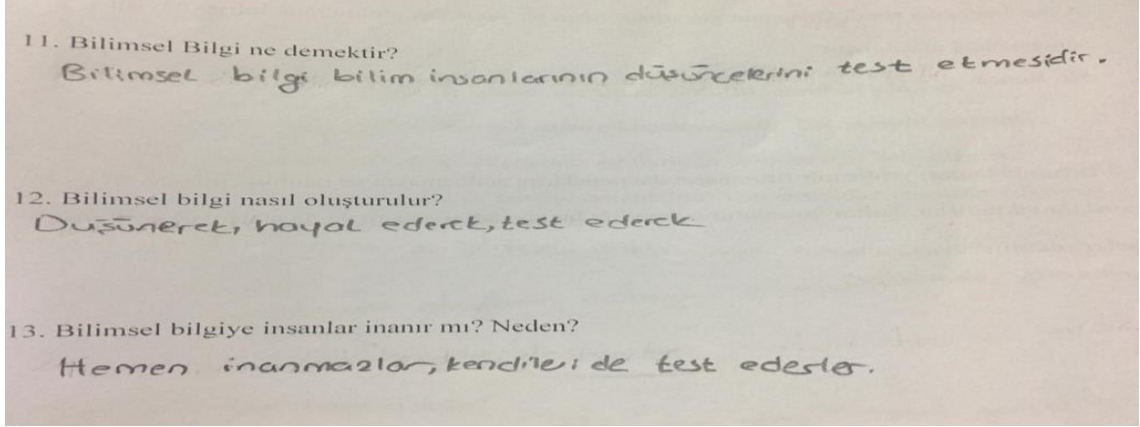 11. Bilimsel Bilgi ne demektir?
Bilimsel bilgi bilim insanlarının düşüncelerini test etmesidir.
12. Bilimsel bilgi nasıl oluşturulur?
Düşünerek, hayal ederek, test ederek
13. Bilimsel bilgiye insanlar inanır mı? Neden?
Hemen inanmazlar, kendileri de test ederler.